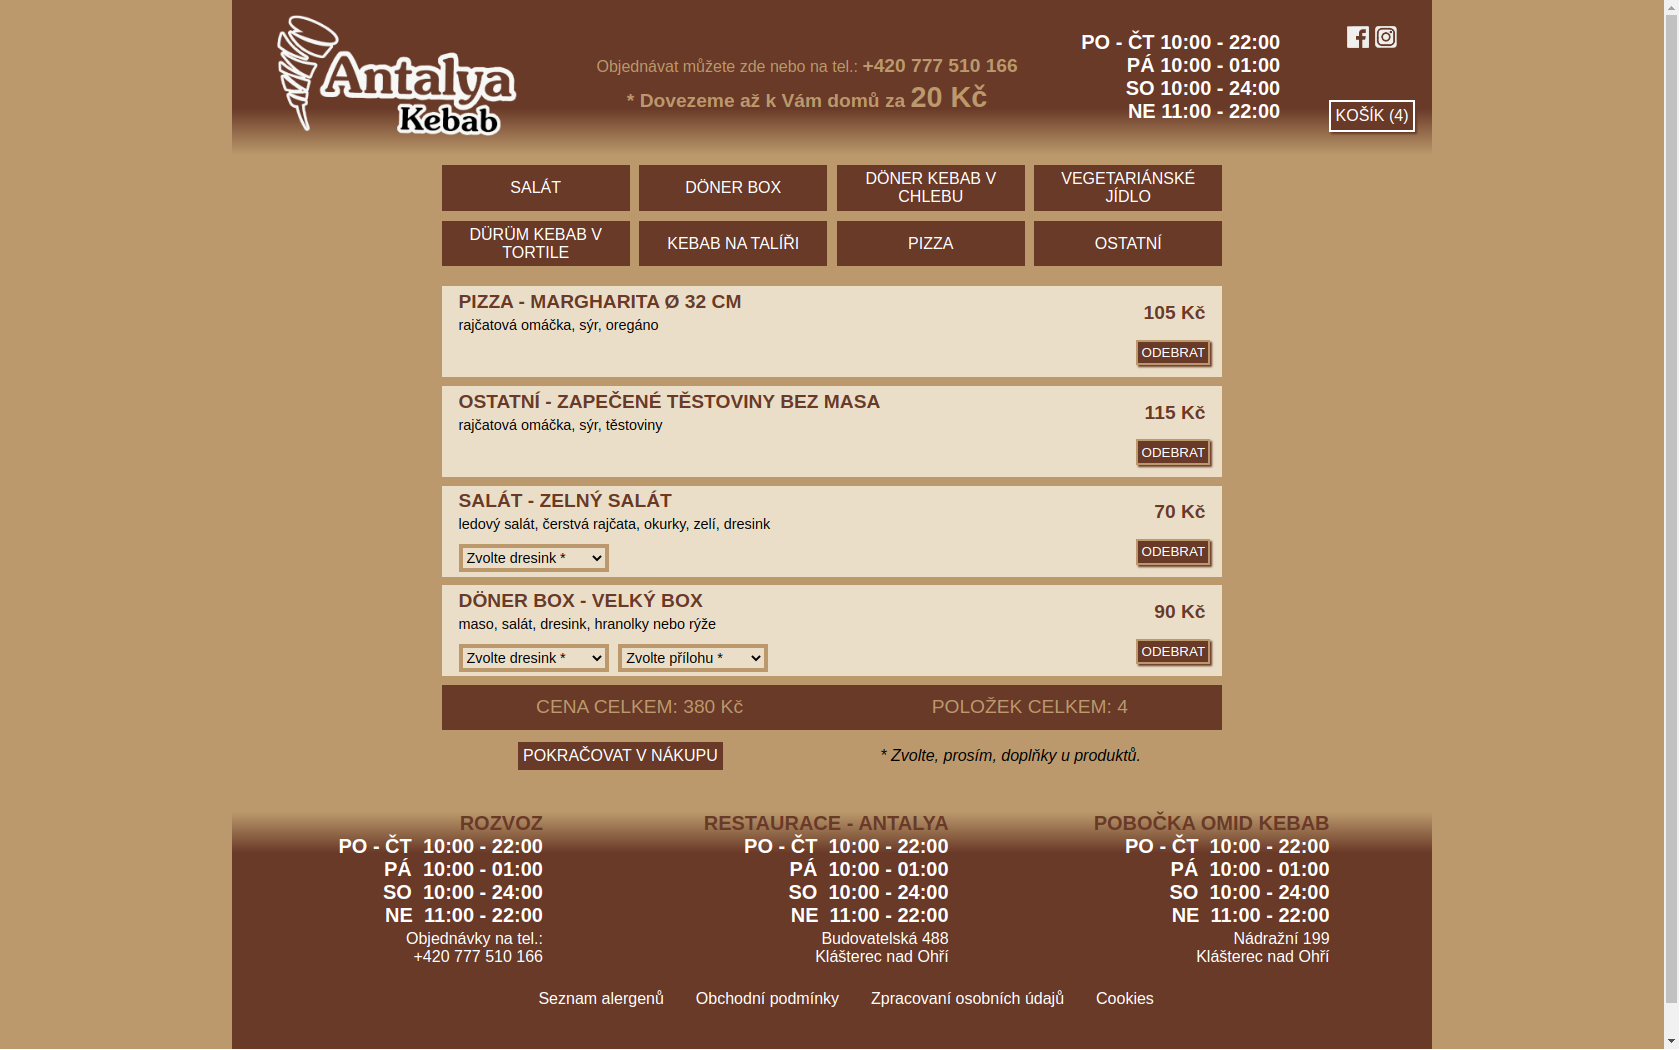 Antalya
Kebab
Objednávat můžete zde nebo na tel.: +420 777 510 166
* Dovezeme až k Vám domů za 20 Kč
PO - ČT 10:00 - 22:00
PÁ 10:00 - 01:00
SO 10:00 - 24:00
NE 11:00 - 22:00
KOŠÍK (4)
SALÁT
DÖNER BOX
DÖNER KEBAB V
CHLEBU
VEGETARIÁNSKÉ
JÍDLO
DÜRÜM KEBAB V
TORTILE
KEBAB NA TALÍŘI
PIZZA
OSTATNÍ
PIZZA - MARGHARITA Ø 32 CM
rajčatová omáčka, sýr, oregáno
105 Kč
ODEBRAT
OSTATNÍ - ZAPEČENÉ TĚSTOVINY BEZ MASA
rajčatová omáčka, sýr, těstoviny
115 Kč
ODEBRAT
SALÁT - ZELNÝ SALÁT
ledový salát, čerstvá rajčata, okurky, zelí, dresink
70 Kč
Zvolte dresink *
ODEBRAT
DÖNER BOX - VELKÝ BOX
maso, salát, dresink, hranolky nebo rýže
90 Kč
Zvolte dresink * Zvolte přílohu *
ODEBRAT
CENA CELKEM: 380 Kč POLOŽEK CELKEM: 4
POKRAČOVAT V NÁKUPU
* Zvolte, prosím, doplňky u produktů.
ROZVOZ
PO - ČT 10:00 - 22:00
PÁ 10:00 - 01:00
SO 10:00 - 24:00
NE 11:00 - 22:00
Objednávky na tel.:
+420 777 510 166
RESTAURACE - ANTALYA
PO - ČT 10:00 - 22:00
PÁ 10:00 - 01:00
SO 10:00 - 24:00
NE 11:00 - 22:00
Budovatelská 488
Klášterec nad Ohří
POBOČKA OMID KEBAB
PO - ČT 10:00 - 22:00
PÁ 10:00 - 01:00
SO 10:00 - 24:00
NE 11:00 - 22:00
Nádražní 199
Klášterec nad Ohří
Seznam alergenů Obchodní podmínky Zpracovaní osobních údajů Cookies